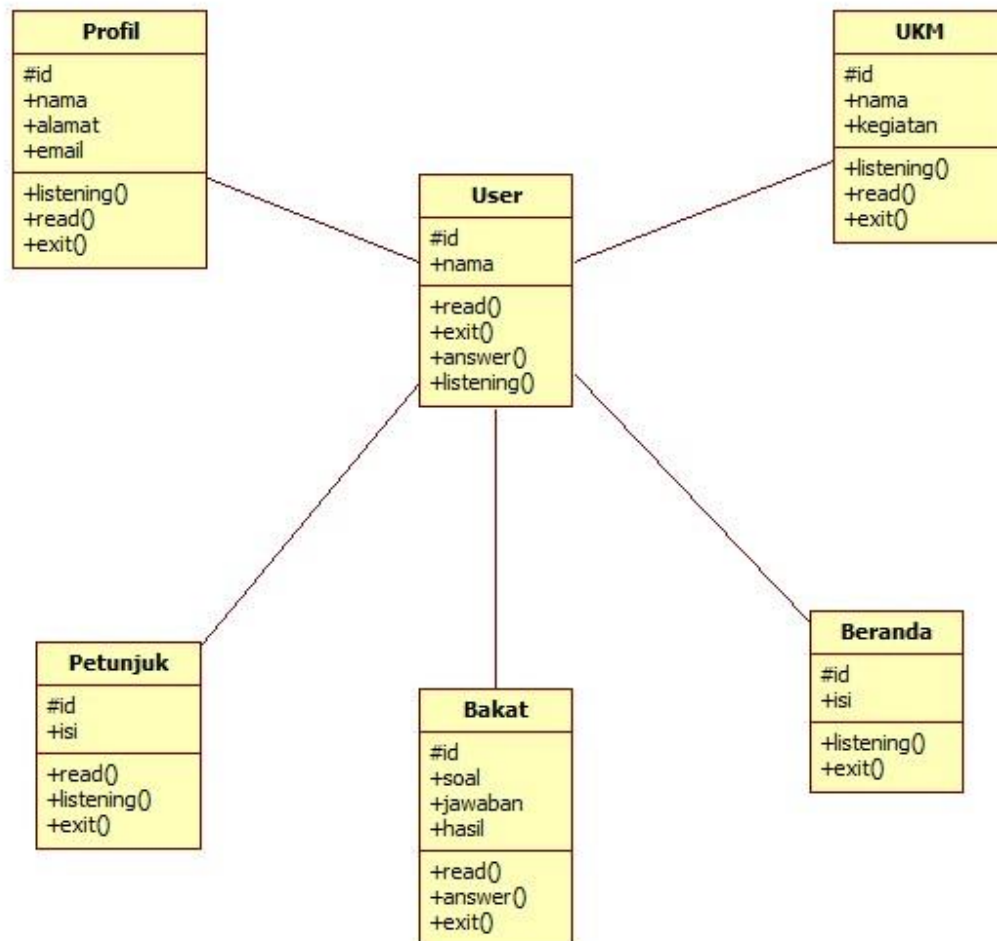 Profil
#id
+nama
+alamat
+email
+listening()
+read()
+exit()
UKM
#id
+nama
+kegiatan
+listening()
+read()
+exit()
User
#id
+nama
+read()
+exit()
+answer()
+listening()
Petunjuk
#id
+isi
+read()
+listening()
+exit()
Bakat
#id
+soal
+jawaban
+hasil
+read()
+answer()
+exit()
Beranda
#id
+isi
+listening()
+exit()